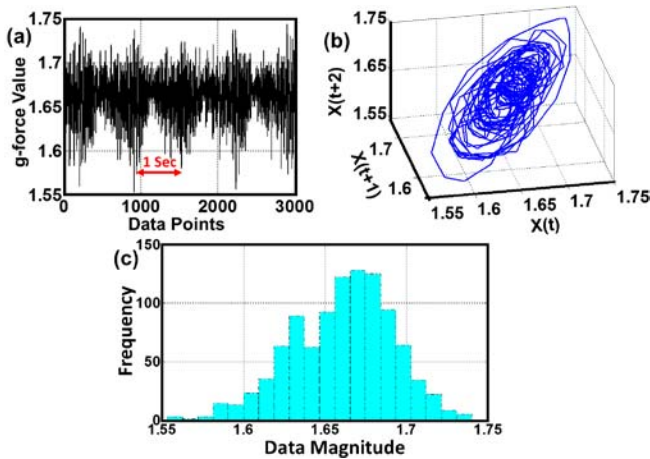 (a)
g-force Value
1.75
1.7
1.65
1.6
1.55
1 Sec
0 1000 2000 3000
Data Points
(b)
X(t+2)
1.75
1.65
1.55
X(t+1)
1.7
1.6
1.55 1.6 1.65 1.7 1.75
X(t)
(c)
Frequency
150
100
50
0
1.55 1.6 1.65 1.7 1.75
Data Magnitude